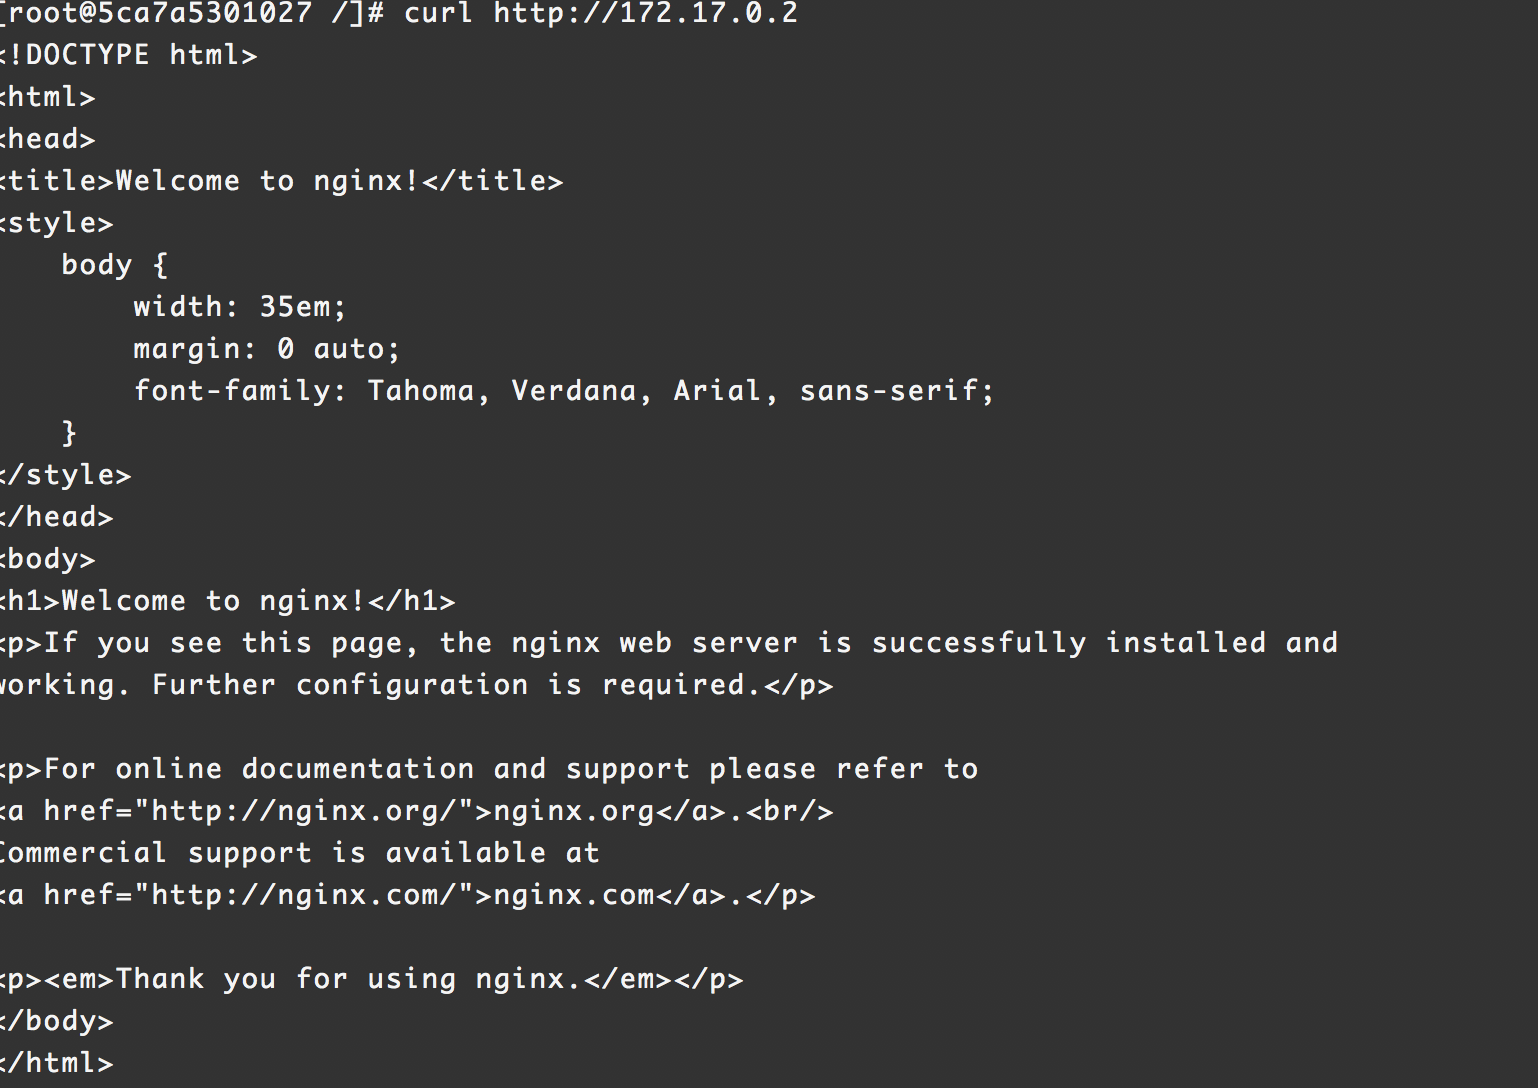 [root@5ca7a5301027 /]# curl http://172.17.0.2
<!DOCTYPE html>
<html>
<head>
<title>Welcome to nginx!</title>
<style>
    body {
        width: 35em;
        margin: 0 auto;
        font-family: Tahoma, Verdana, Arial, sans-serif;
    }
</style>
</head>
<body>
<h1>Welcome to nginx!</h1>
<p>If you see this page, the nginx web server is successfully installed and
working. Further configuration is required.</p>

<p>For online documentation and support please refer to
<a href="http://nginx.org/">nginx.org</a>.<br/>
Commercial support is available at
<a href="http://nginx.com/">nginx.com</a>.</p>

<p><em>Thank you for using nginx.</em></p>
</body>
</html>